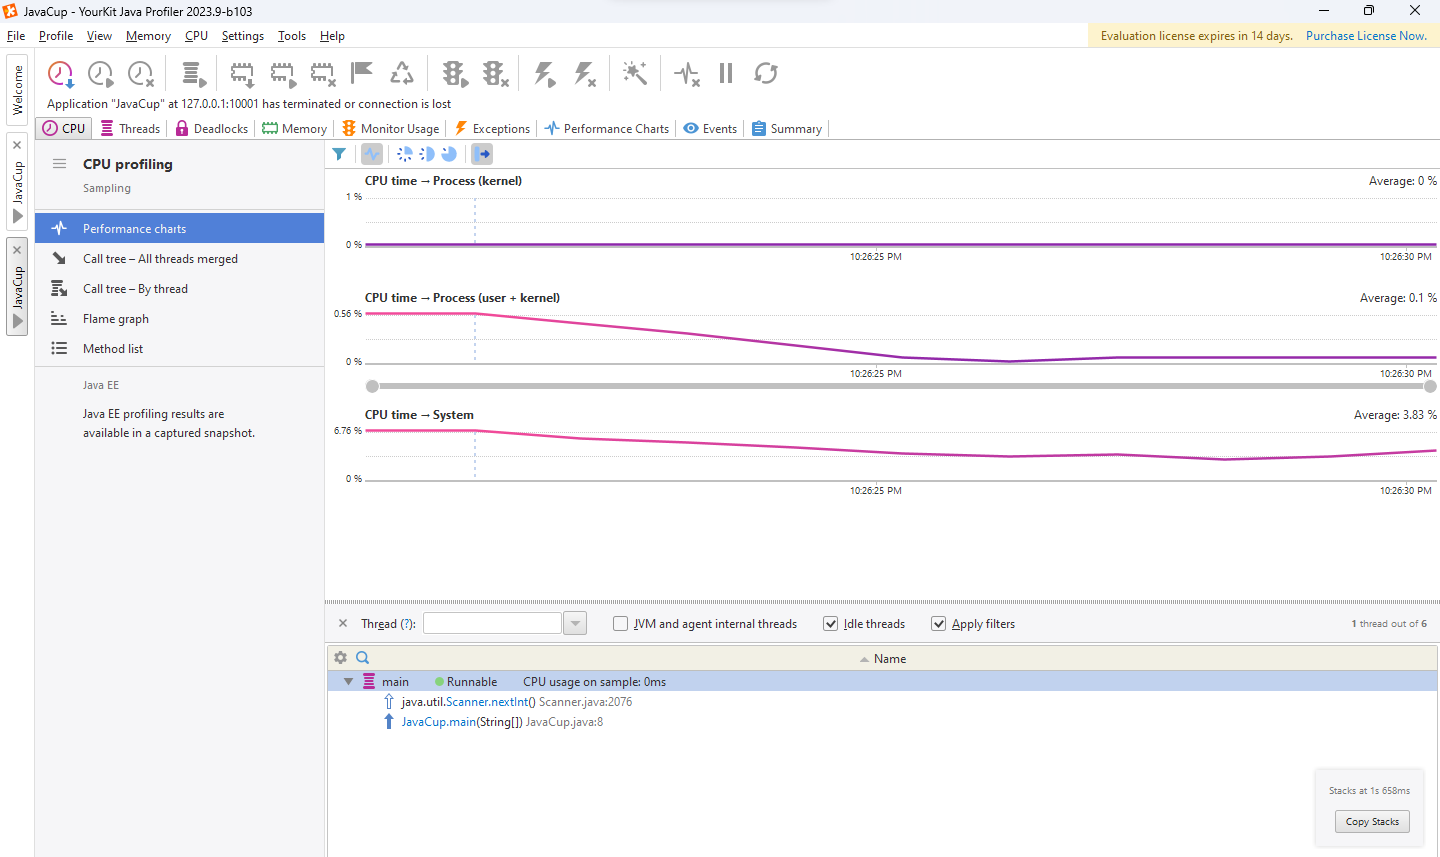 JavaCup - YourKit Java Profiler 2023.9-b103
File Profile View Memory CPU Settings Tools Help
Evaluation license expires in 14 days. Purchase License Now.
Welcome
JavaCup
JavaCup
Application "JavaCup" at 127.0.0.1:10001 has terminated or connection is lost
CPU Threads Deadlocks Memory Monitor Usage Exceptions Performance Charts Events Summary
CPU profiling
Sampling
Performance charts
Call tree – All threads merged
Call tree – By thread
Flame graph
Method list
Java EE
Java EE profiling results are
available in a captured snapshot.
CPU time → Process (kernel) Average: 0 %
1 %
0 %
10:26:25 PM 10:26:30 PM
CPU time → Process (user + kernel) Average: 0.1 %
0.56 %
0 %
10:26:25 PM 10:26:30 PM
CPU time → System Average: 3.83 %
6.76 %
0 %
10:26:25 PM 10:26:30 PM
Thread (?): JVM and agent internal threads Idle threads Apply filters 1 thread out of 6
Name
main Runnable CPU usage on sample: 0ms
java.util.Scanner.nextInt() Scanner.java:2076
JavaCup.main(String[]) JavaCup.java:8
Stacks at 1s 658ms
Copy Stacks